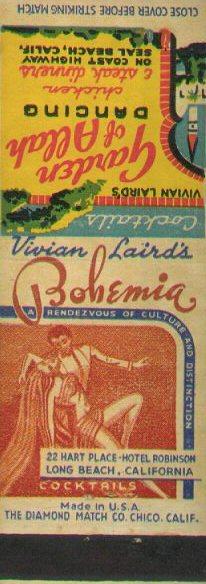 CLOSE COVER BEFORE STRIKING MATCH
VIVIAN LAIRD'S
Garden
of Allah
DANCING
chicken
& steak dinners
ON COAST HIGHWAY
SEAL BEACH, CALIF.
Cocktails
Vivian Laird's
Bohemia
A RENDEZVOUS OF CULTURE AND DISTINCTION
22 HART PLACE-HOTEL ROBINSON
LONG BEACH, CALIFORNIA
COCKTAILS
Made in U.S.A.
THE DIAMOND MATCH CO. CHICO. CALIF.